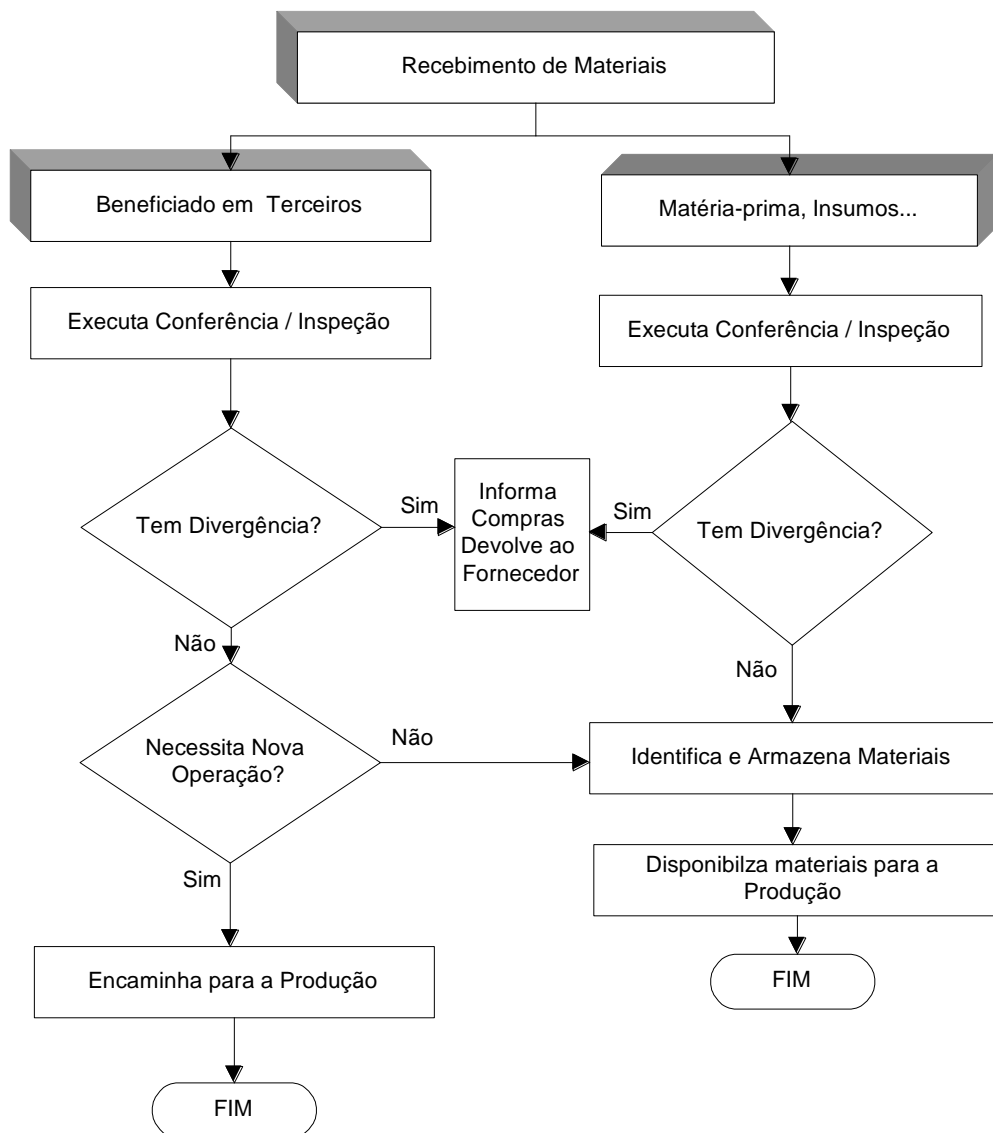 Recebimento de Materiais
Beneficiado em Terceiros
Matéria-prima, Insumos...
Executa Conferência / Inspeção
Executa Conferência / Inspeção
Tem Divergência?
Sim
Informa
Compras
Devolve ao
Fornecedor
Sim
Tem Divergência?
Não
Não
Necessita Nova
Operação?
Não
Identifica e Armazena Materiais
Sim
Disponibilza materiais para a
Produção
Encaminha para a Produção
FIM
FIM